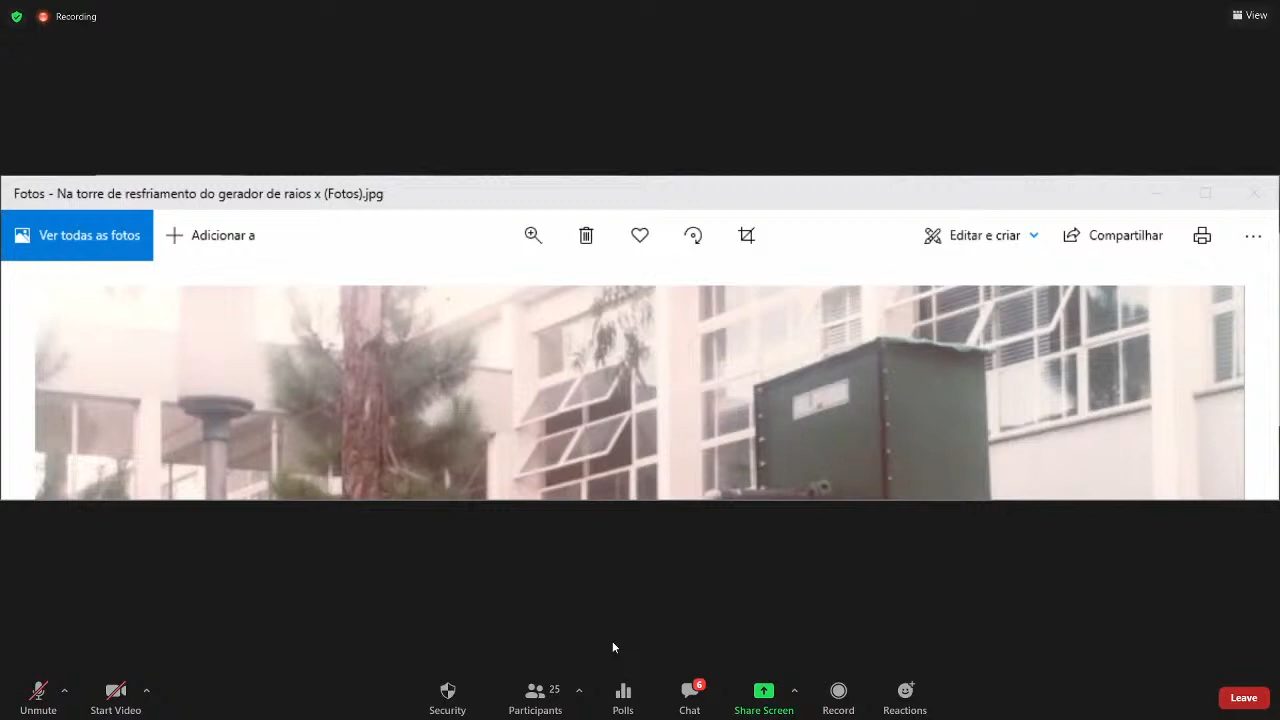 Recording
View
Fotos - Na torre de resfriamento do gerador de raios x (Fotos).jpg
Ver todas as fotos
Adicionar a
Editar e criar
Compartilhar
Unmute
Start Video
Security
Participants
25
Polls
Chat
6
Share Screen
Record
Reactions
Leave